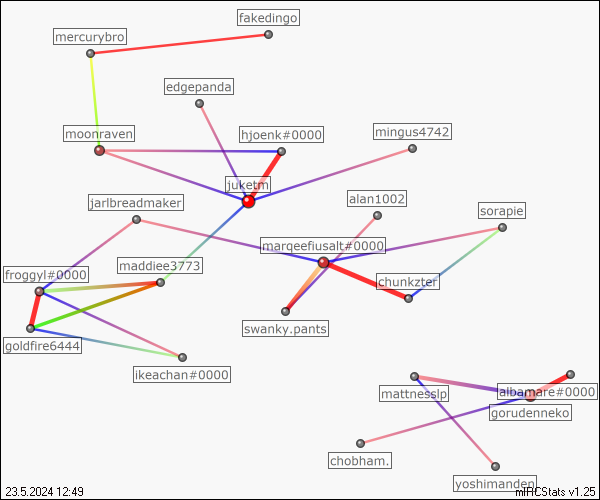 fakedingo
mercurybro
edgepanda
moonraven
hjoenk#0000
mingus4742
juketm
jarlbreadmaker
alan1002
sorapie
marqeefiusalt#0000
maddiee3773
froggyl#0000
chunkzter
swanky.pants
goldfire6444
ikeachan#0000
mattnesslp
albamare#0000
gorudenneko
chobham.
yoshimanden
23.5.2024 12:49
mIRCStats v1.25